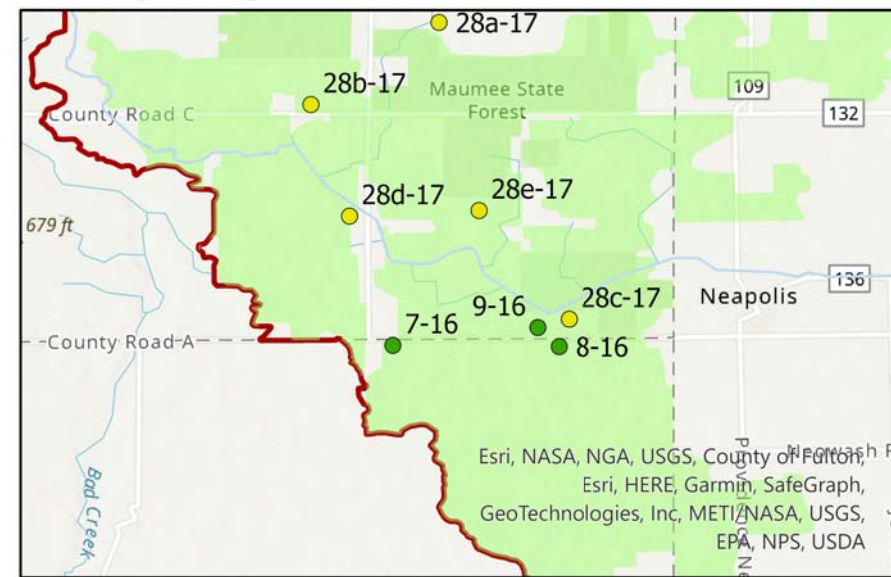 28a-17
28b-17
Maumee State
Forest
109
County Road C
132
28d-17
28e-17
679 ft
136
Neapolis
9-16
28c-17
7-16
County Road A
8-16
Bad Creek
Esri, NASA, NGA, USGS, County of Fulton,
Esri, HERE, Garmin, SafeGraph,
GeoTechnologies, Inc, METI/NASA, USGS,
EPA, NPS, USDA
Neowash R